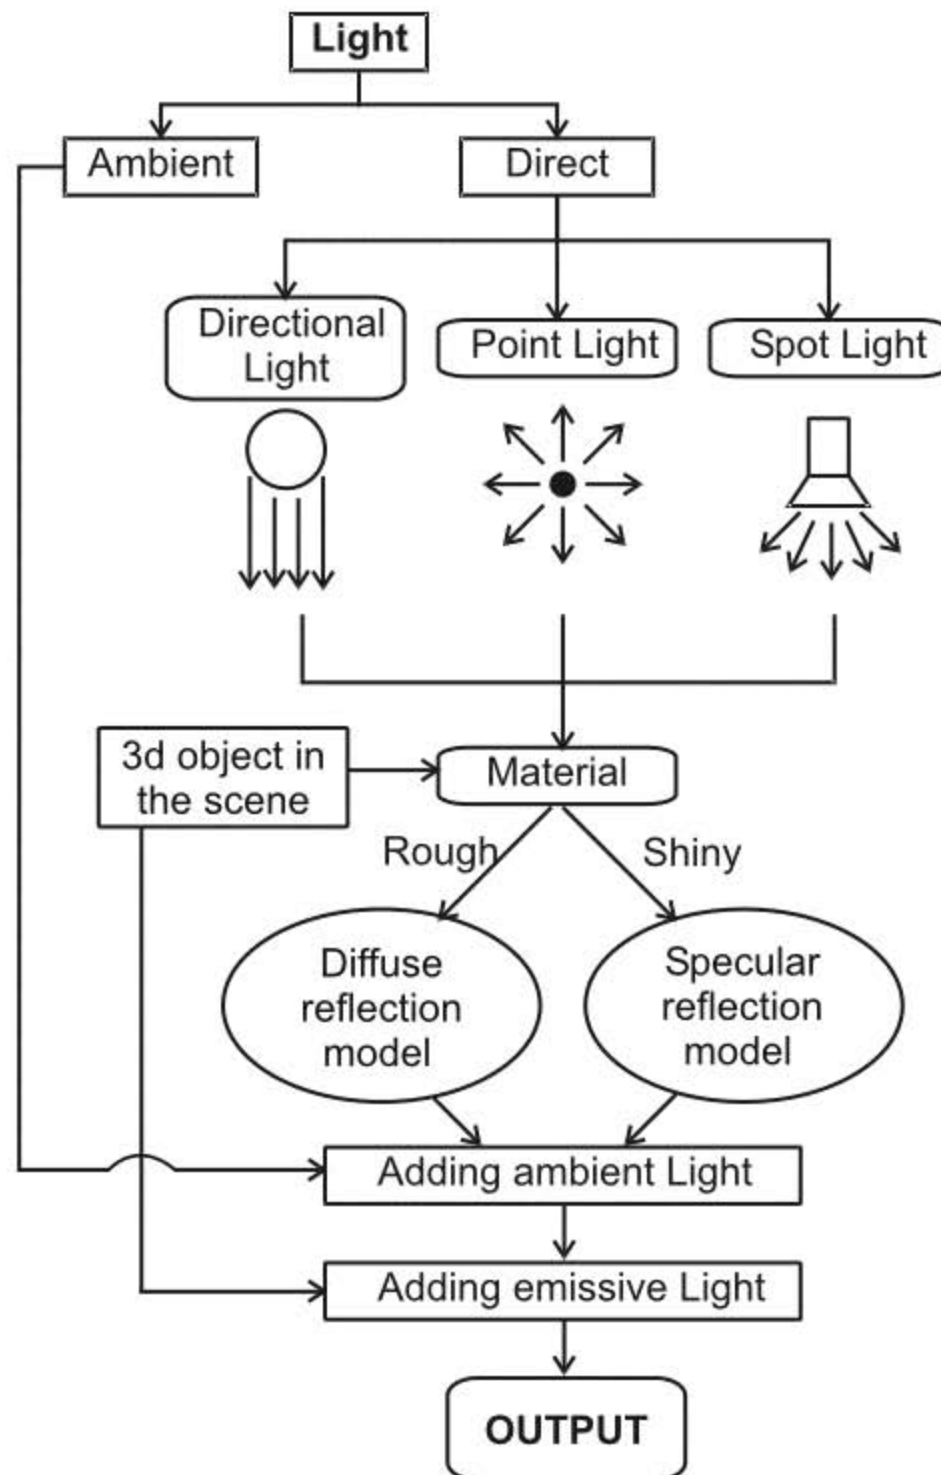 Light
Ambient
Direct
Directional
Light
Point Light
Spot Light
3d object in
the scene
Material
Rough
Shiny
Diffuse
reflection
model
Specular
reflection
model
Adding ambient Light
Adding emissive Light
OUTPUT